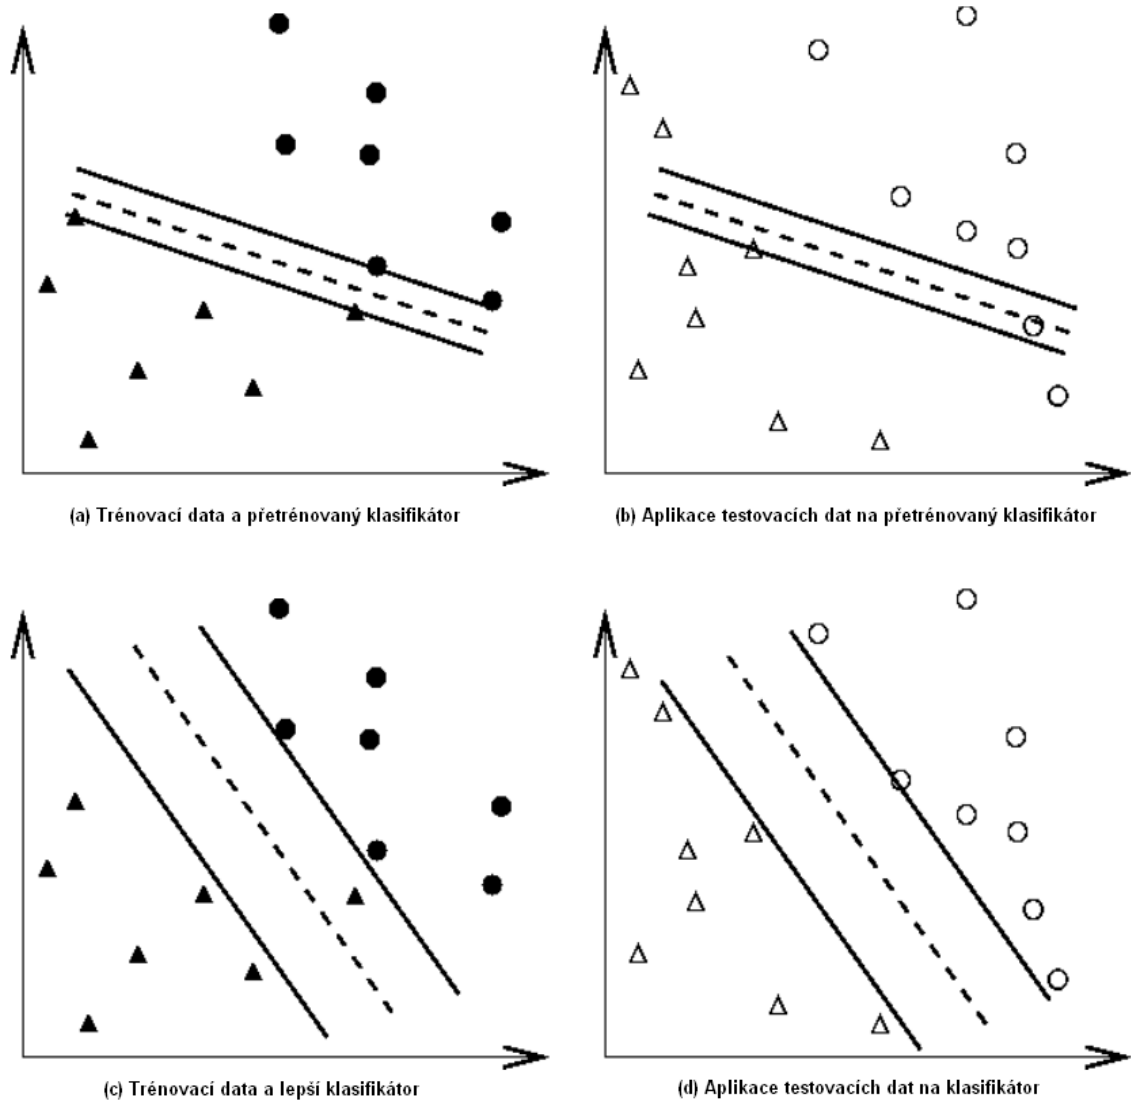 (a) Trénovací data a přetrénovaný klasifikátor
(b) Aplikace testovacích dat na přetrénovaný klasifikátor
(c) Trénovací data a lepší klasifikátor
(d) Aplikace testovacích dat na klasifikátor